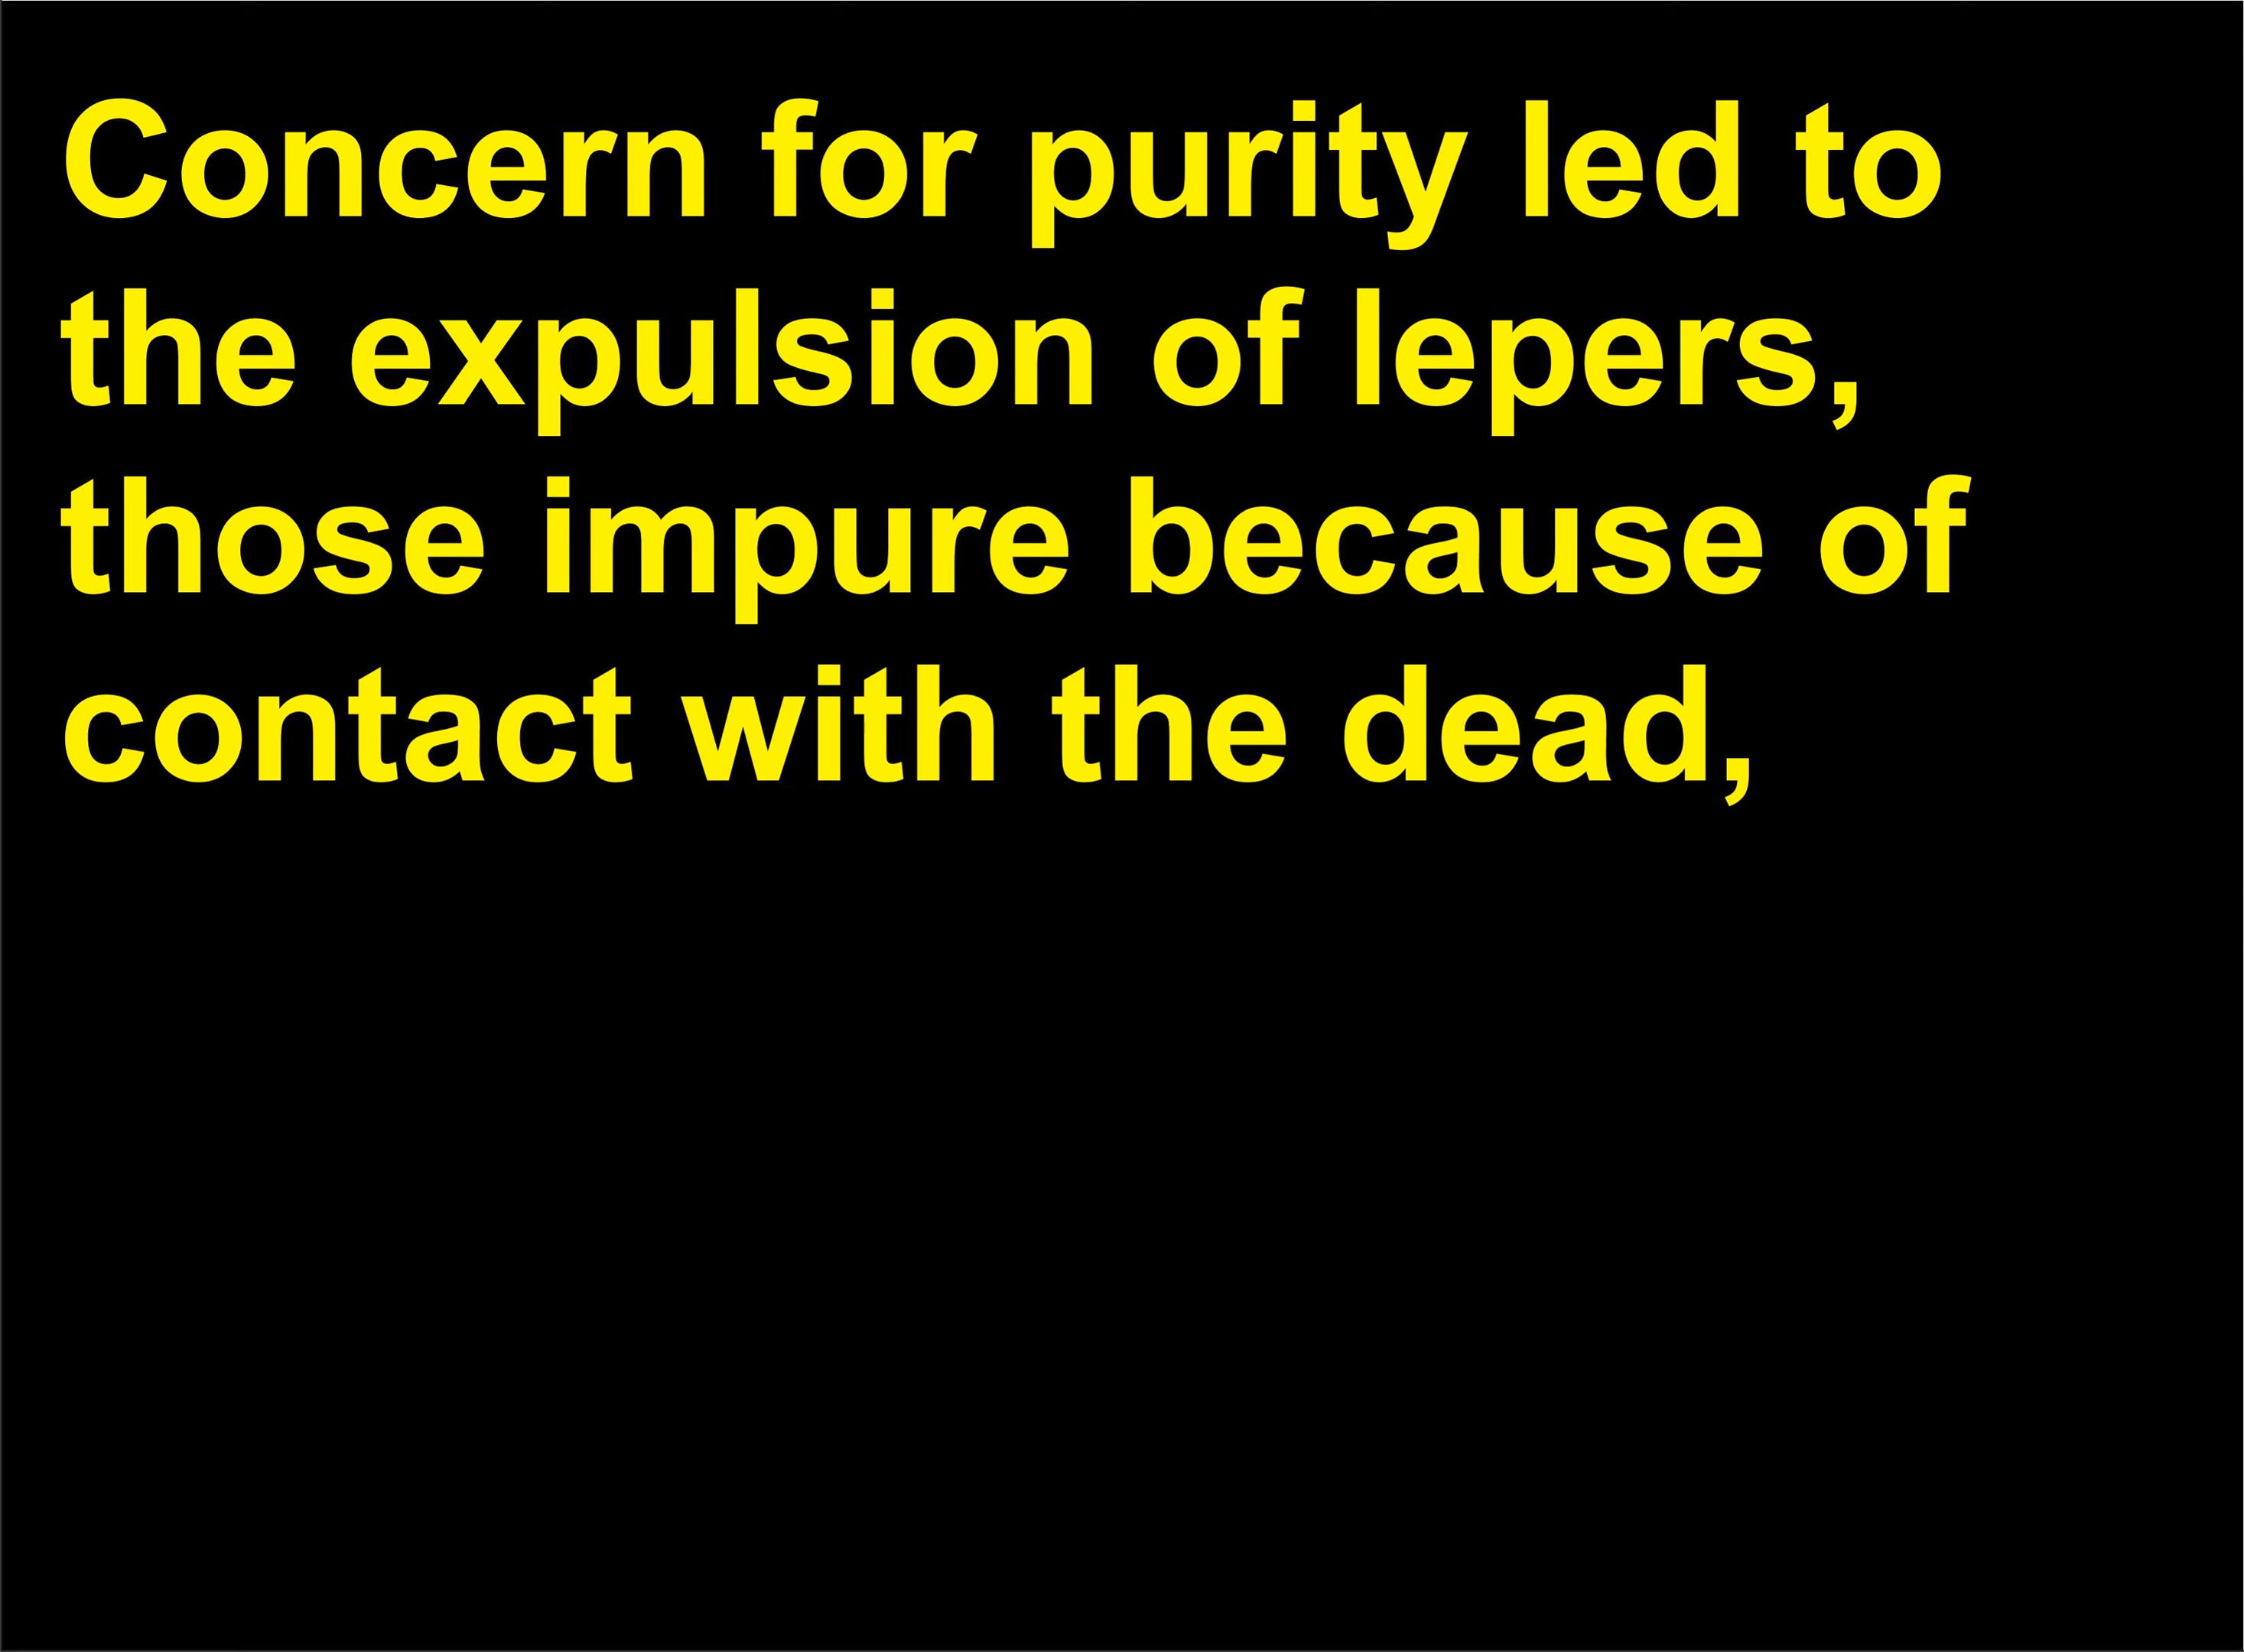 Concern for purity led to
the expulsion of lepers,
those impure because of
contact with the dead,